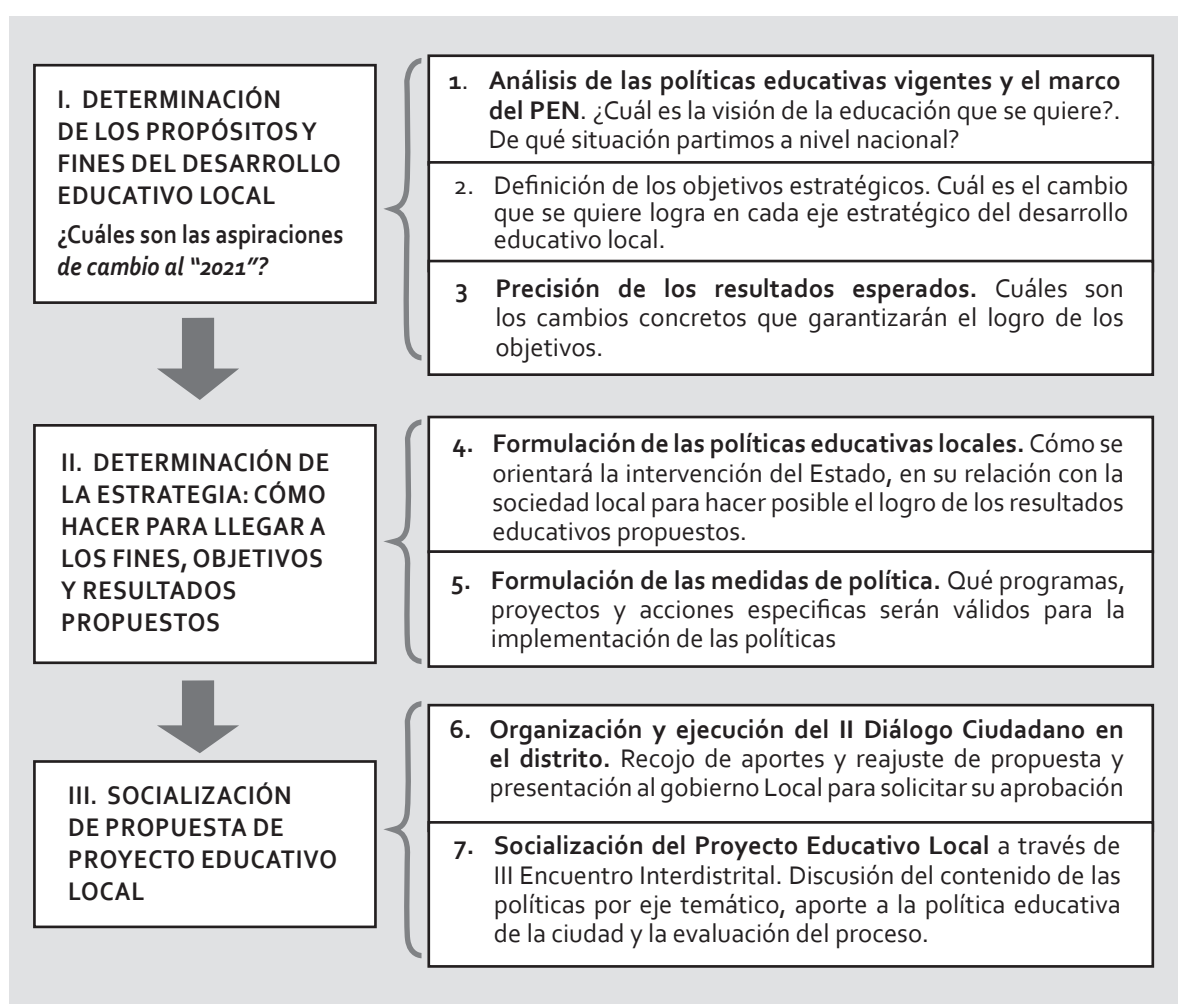 I. DETERMINACIÓN
DE LOS PROPÓSITOS Y
FINES DEL DESARROLLO
EDUCATIVO LOCAL
¿Cuáles son las aspiraciones
de cambio al “2021”?
1. Análisis de las políticas educativas vigentes y el marco
del PEN. ¿Cuál es la visión de la educación que se quiere?.
De qué situación partimos a nivel nacional?
2. Definición de los objetivos estratégicos. Cuál es el cambio
que se quiere logra en cada eje estratégico del desarrollo
educativo local.
3 Precisión de los resultados esperados. Cuáles son
los cambios concretos que garantizarán el logro de los
objetivos.
II. DETERMINACIÓN DE
LA ESTRATEGIA: CÓMO
HACER PARA LLEGAR A
LOS FINES, OBJETIVOS
Y RESULTADOS
PROPUESTOS
4. Formulación de las políticas educativas locales. Cómo se
orientará la intervención del Estado, en su relación con la
sociedad local para hacer posible el logro de los resultados
educativos propuestos.
5. Formulación de las medidas de política. Qué programas,
proyectos y acciones especificas serán válidos para la
implementación de las políticas
III. SOCIALIZACIÓN
DE PROPUESTA DE
PROYECTO EDUCATIVO
LOCAL
6. Organización y ejecución del II Diálogo Ciudadano en
el distrito. Recojo de aportes y reajuste de propuesta y
presentación al gobierno Local para solicitar su aprobación
7. Socialización del Proyecto Educativo Local a través de
III Encuentro Interdistrital. Discusión del contenido de las
políticas por eje temático, aporte a la política educativa
de la ciudad y la evaluación del proceso.